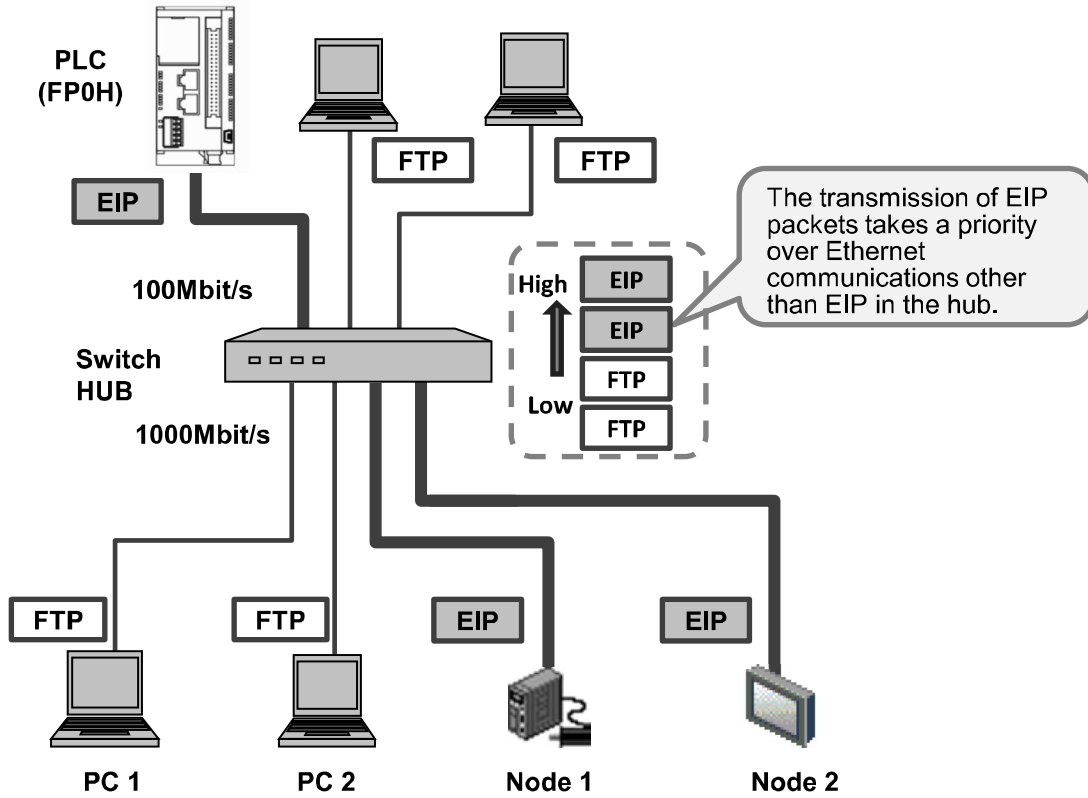 PLC
(FP0H)
FTP
FTP
EIP
The transmission of EIP
packets takes a priority
over Ethernet
communications other
than EIP in the hub.
100Mbit/s
High
EIP
EIP
FTP
Low
FTP
Switch
HUB
1000Mbit/s
FTP
FTP
EIP
EIP
PC 1
PC 2
Node 1
Node 2